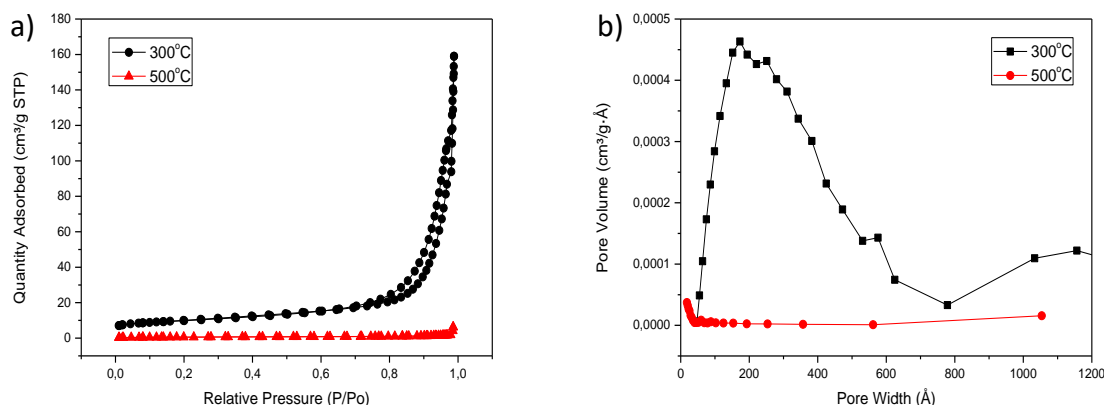 a)
180
160
140
120
100
80
60
40
20
0
Quantity Adsorbed (cm³/g STP)
300°C
500°C
0,0
0,2
0,4
0,6
0,8
1,0
Relative Pressure (P/Po)
b)
0,0005
0,0004
0,0003
0,0002
0,0001
0,0000
Pore Volume (cm³/g·Å)
300°C
500°C
0
200
400
600
800
1000
1200
Pore Width (Å)